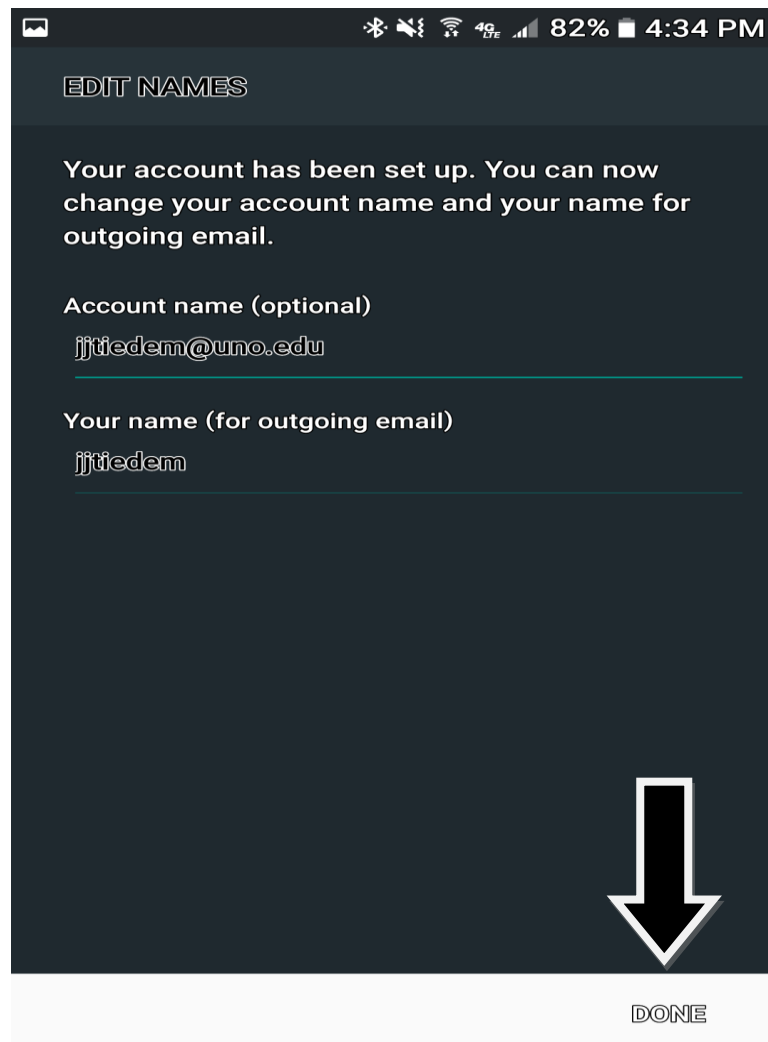 4G LTE 82% 4:34 PM
EDIT NAMES
Your account has been set up. You can now
change your account name and your name for
outgoing email.
Account name (optional)
jjtiedem@uno.edu
Your name (for outgoing email)
jjtiedem
DONE